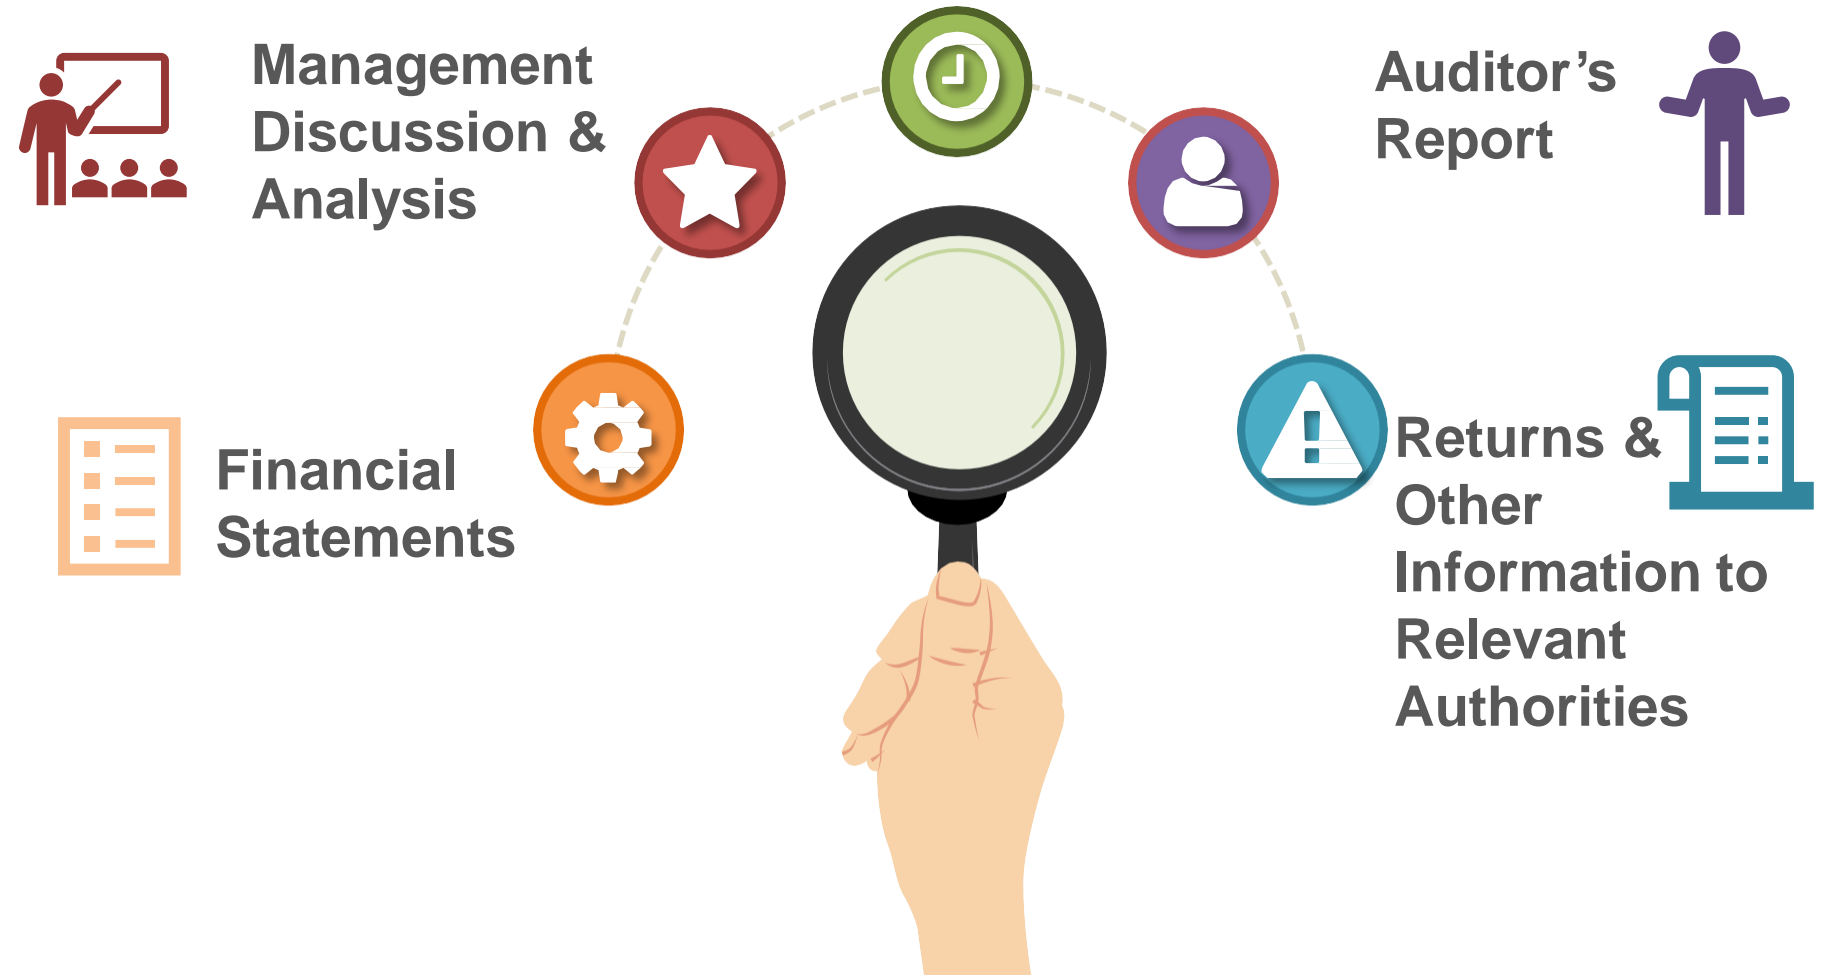 Management
Discussion &
Analysis
Auditor’s
Report
Financial
Statements
Returns &
Other
Information to
Relevant
Authorities